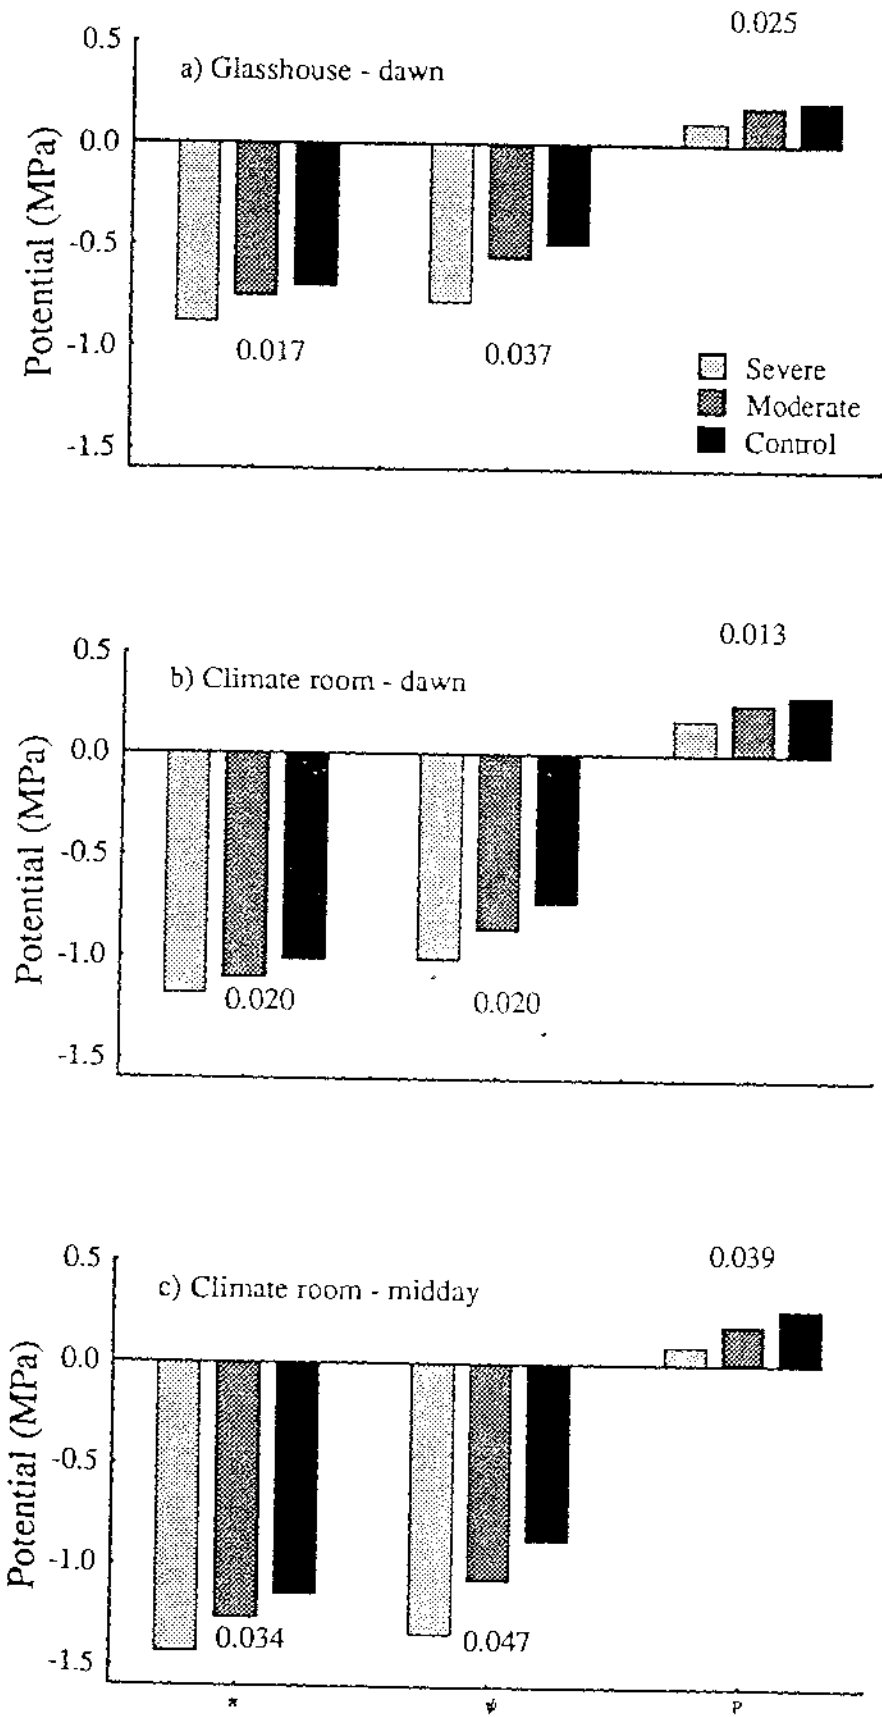 0.025
0.5
a) Glasshouse - dawn
0.0
-0.5
-1.0
-1.5
Potential (MPa)
0.017
0.037
Severe
Moderate
Control
0.013
0.5
b) Climate room - dawn
0.0
-0.5
-1.0
-1.5
Potential (MPa)
0.020
0.020
0.039
0.5
c) Climate room - midday
0.0
-0.5
-1.0
-1.5
Potential (MPa)
0.034
0.047
π ψ P